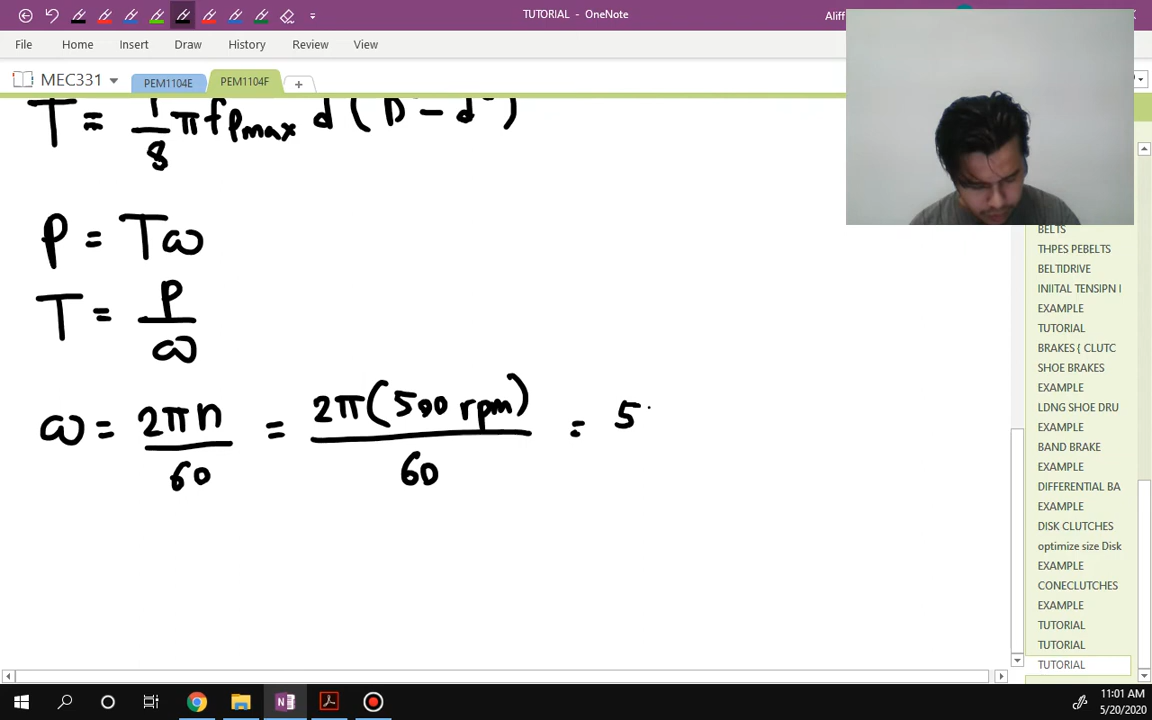 TUTORIAL - OneNote
Aliff
File Home Insert Draw History Review View
MEC331 PEM1104E PEM1104F +
T = 1/8 π f Pmax d (D² - d²)
P = Tω
T = P/ω
ω = 2πn/60 = 2π(500 rpm)/60 = 5.
BELTS
THPES PEBELTS
BELTIDRIVE
INIITAL TENSIPN I
EXAMPLE
TUTORIAL
BRAKES { CLUTC
SHOE BRAKES
EXAMPLE
LDNG SHOE DRU
EXAMPLE
BAND BRAKE
EXAMPLE
DIFFERENTIAL BA
EXAMPLE
DISK CLUTCHES
optimize size Disk
EXAMPLE
CONECLUTCHES
EXAMPLE
TUTORIAL
TUTORIAL
TUTORIAL
11:01 AM
5/20/2020